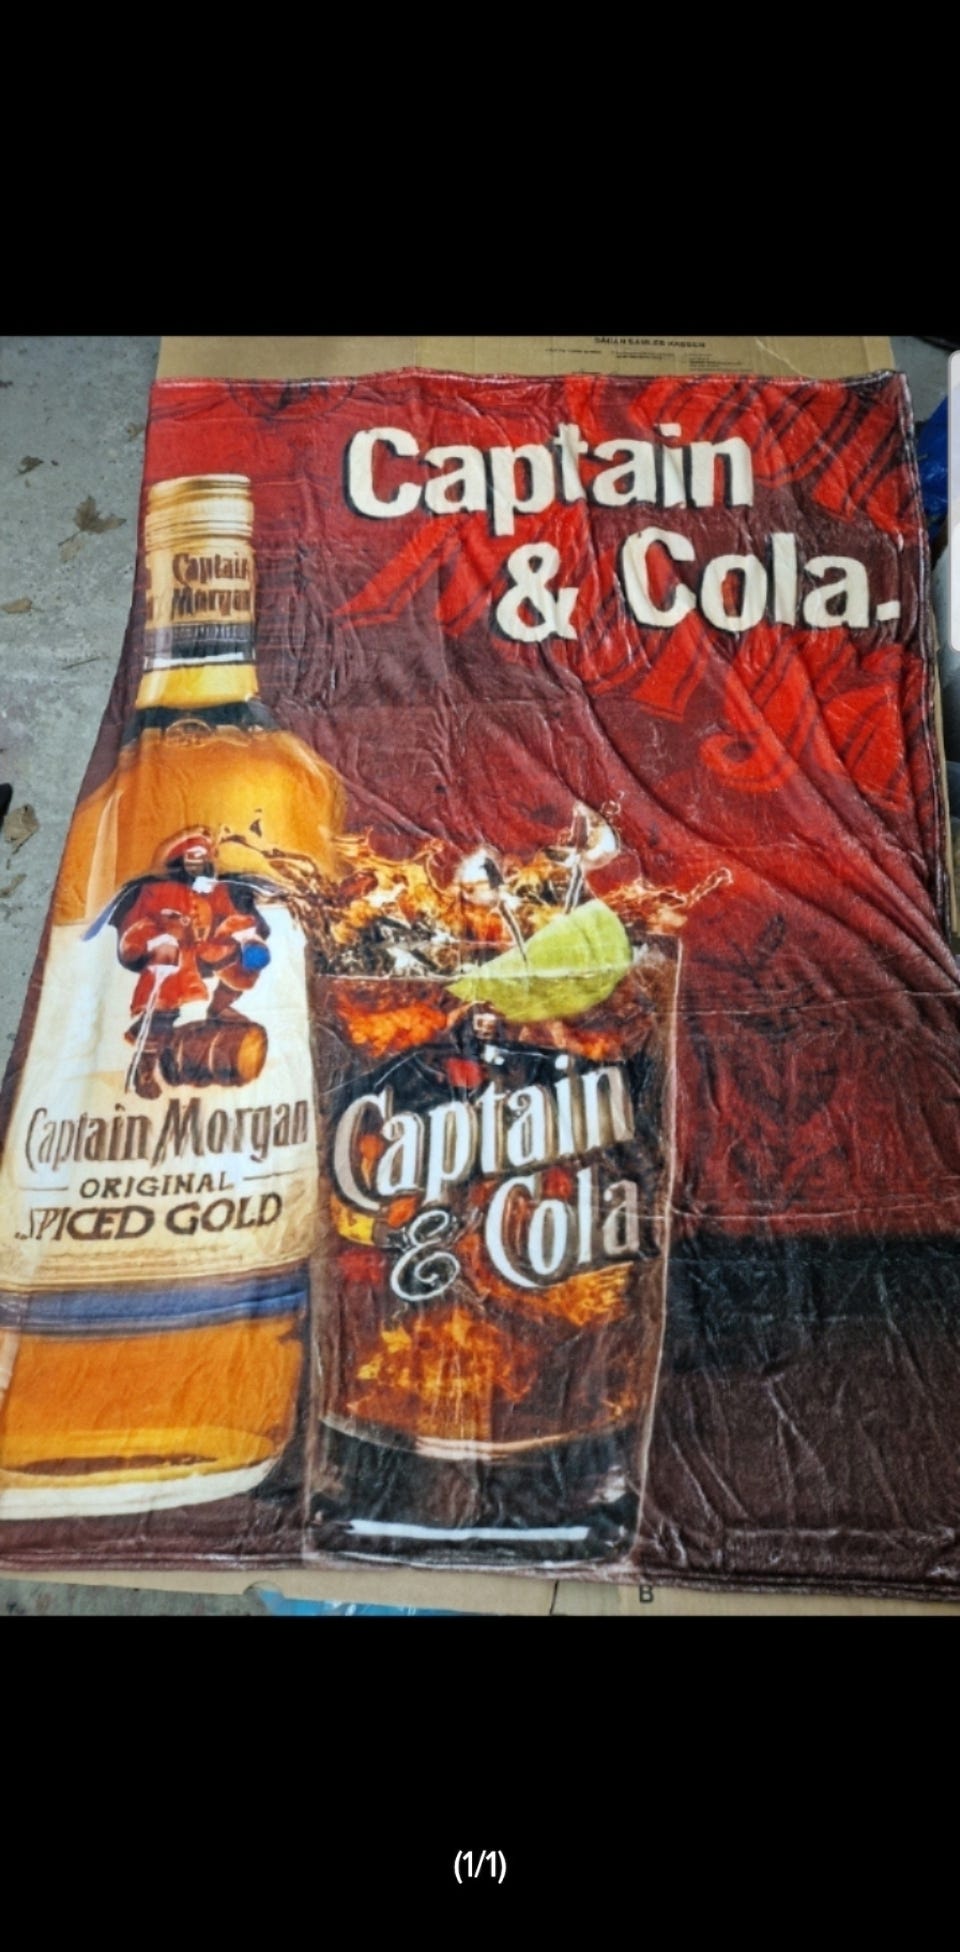 Captain
& Cola.
Captain
Morgan
Captain Morgan
ORIGINAL
SPICED GOLD
Captain
& Cola
B
(1/1)